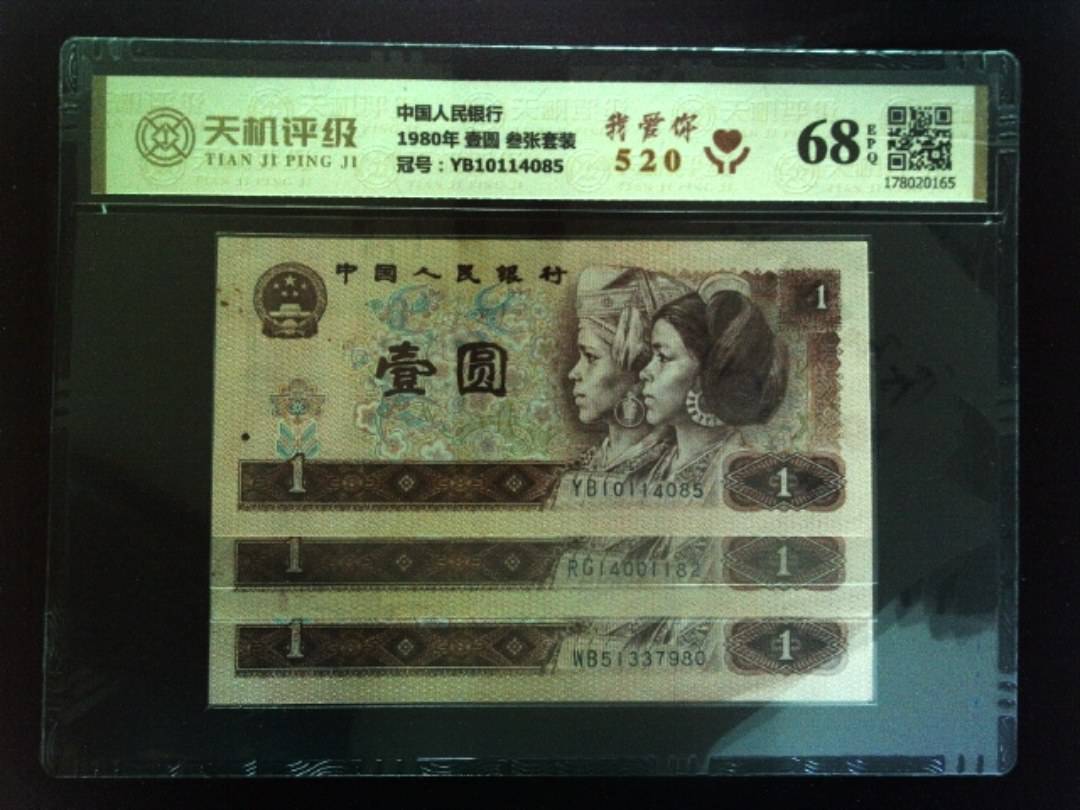 天机评级
TIAN JI PING JI
中国人民银行
1980年 壹圆 叁张套装
冠号：YB10114085
我爱你
520
68
EPQ
178020165
中国人民银行
1
壹圆
1
YB10114085
1
1
RG14001182
1
1
WB51337980
1